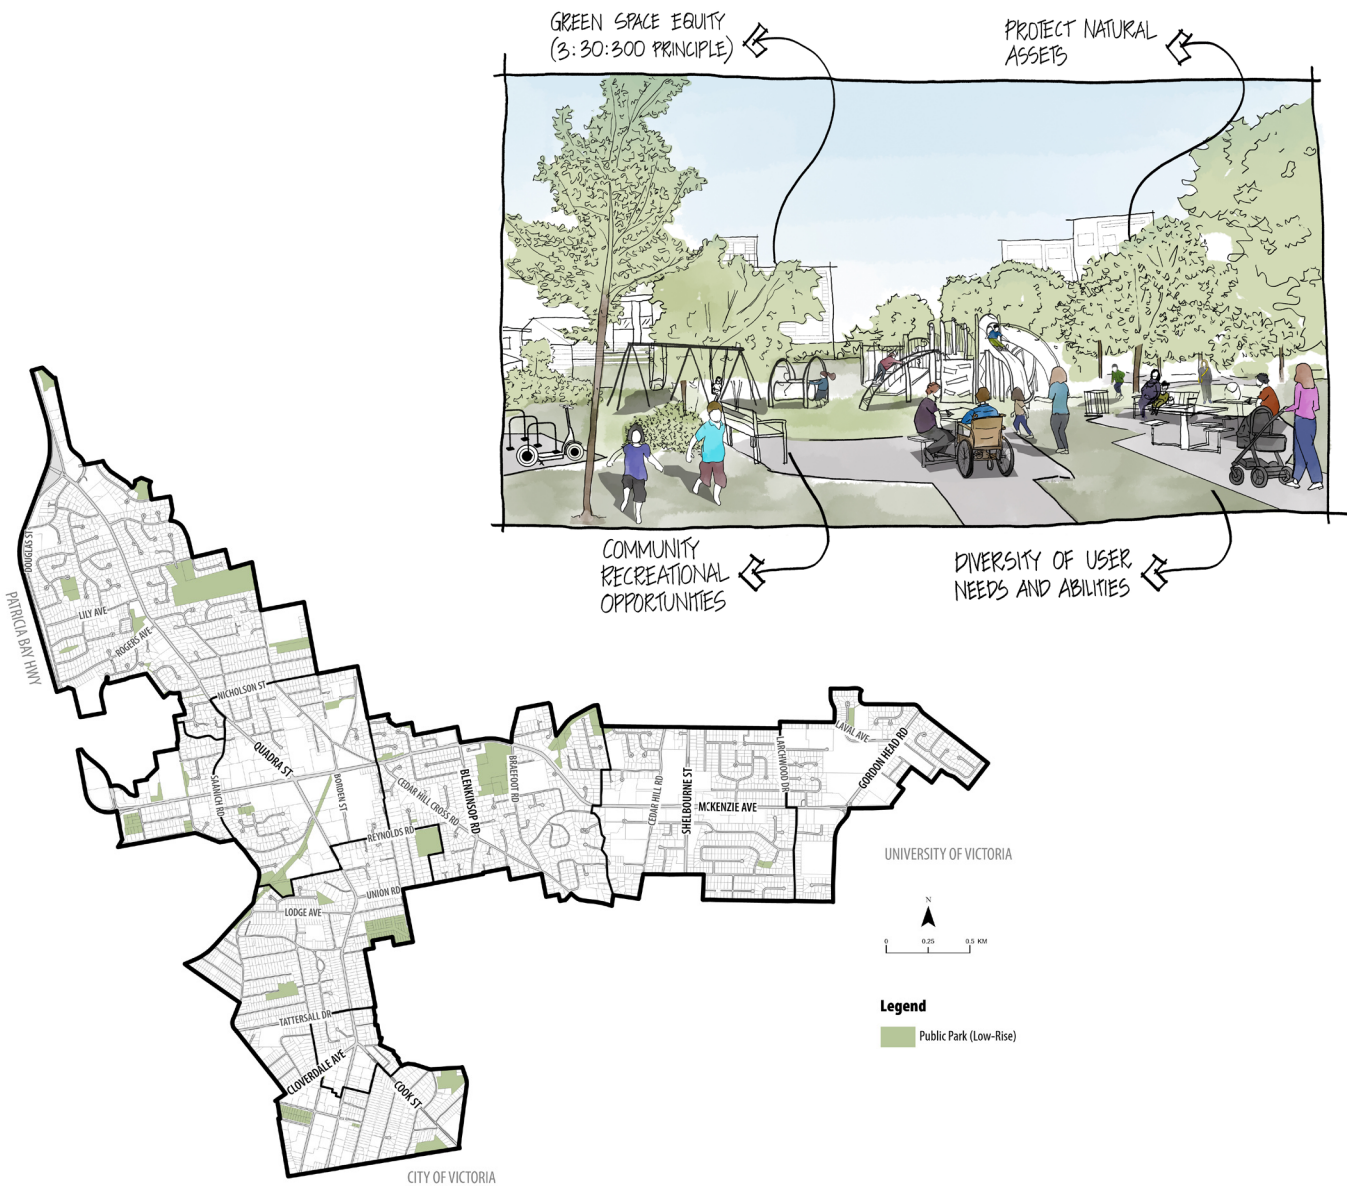 GREEN SPACE EQUITY
(3:30:300 PRINCIPLE)
PROTECT NATURAL
ASSETS
COMMUNITY
RECREATIONAL
OPPORTUNITIES
DIVERSITY OF USER
NEEDS AND ABILITIES
DOUGLAS ST
PATRICIA BAY HWY
LILY AVE
ROGERS AVE
NICHOLSON ST
QUADRA ST
SAANICH RD
BORDEN ST
CEDAR HILL CROSS RD
BLENKINSOP RD
BRAEFOOT RD
REYNOLDS RD
UNION RD
LODGE AVE
TATTERSALL DR
CLOVERDALE AVE
COOK ST
CITY OF VICTORIA
CEDAR HILL RD
SHELBOURNE ST
MCKENZIE AVE
LARCHWOOD DR
LAVAL AVE
GORDON HEAD RD
UNIVERSITY OF VICTORIA
N
0 0.25 0.5 KM
Legend
Public Park (Low-Rise)